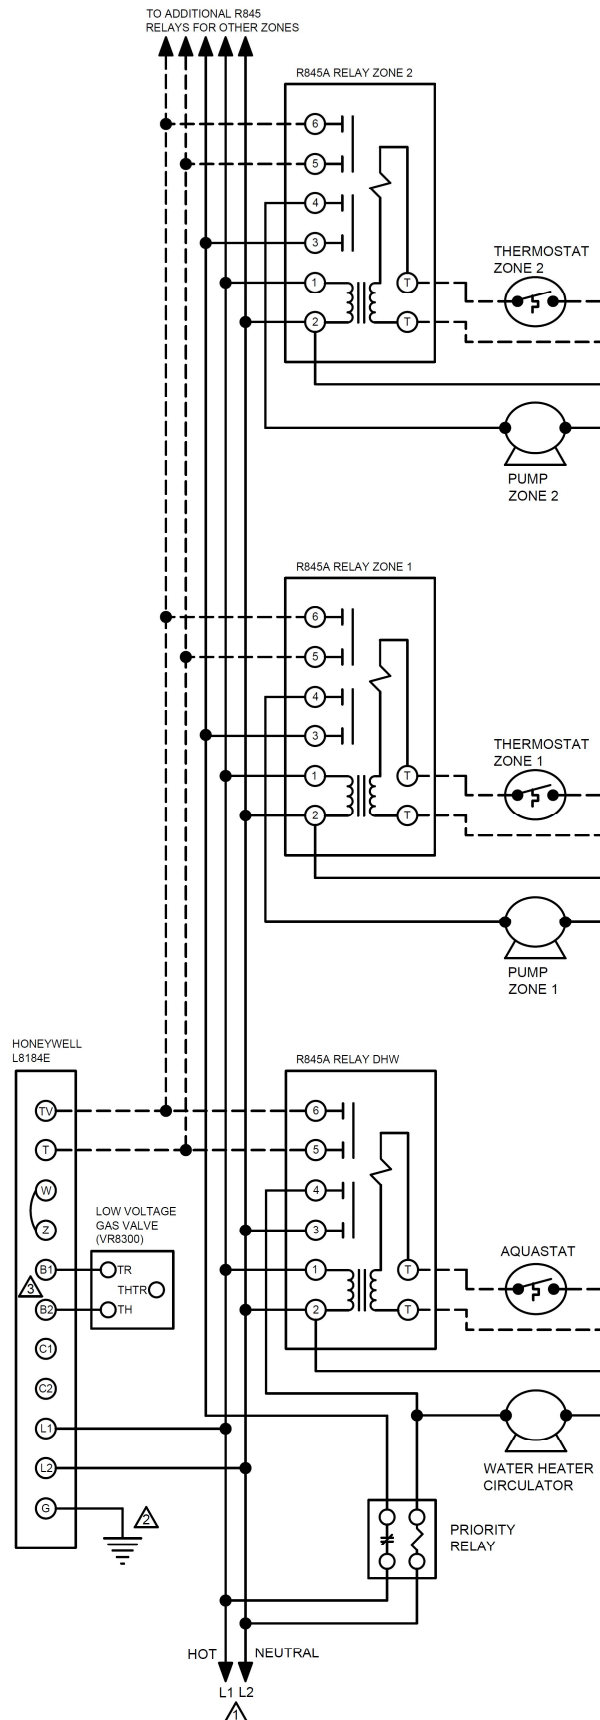 TO ADDITIONAL R845
RELAYS FOR OTHER ZONES
R845A RELAY ZONE 2
6
5
4
3
1
T
2
T
THERMOSTAT
ZONE 2
PUMP
ZONE 2
R845A RELAY ZONE 1
6
5
4
3
1
T
2
T
THERMOSTAT
ZONE 1
PUMP
ZONE 1
HONEYWELL
L8184E
TV
T
W
Z
B1
3
B2
C1
C2
L1
L2
G
2
LOW VOLTAGE
GAS VALVE
(VR8300)
TR
THTR
TH
R845A RELAY DHW
6
5
4
3
1
T
2
T
AQUASTAT
WATER HEATER
CIRCULATOR
PRIORITY
RELAY
HOT
NEUTRAL
L1 L2
1